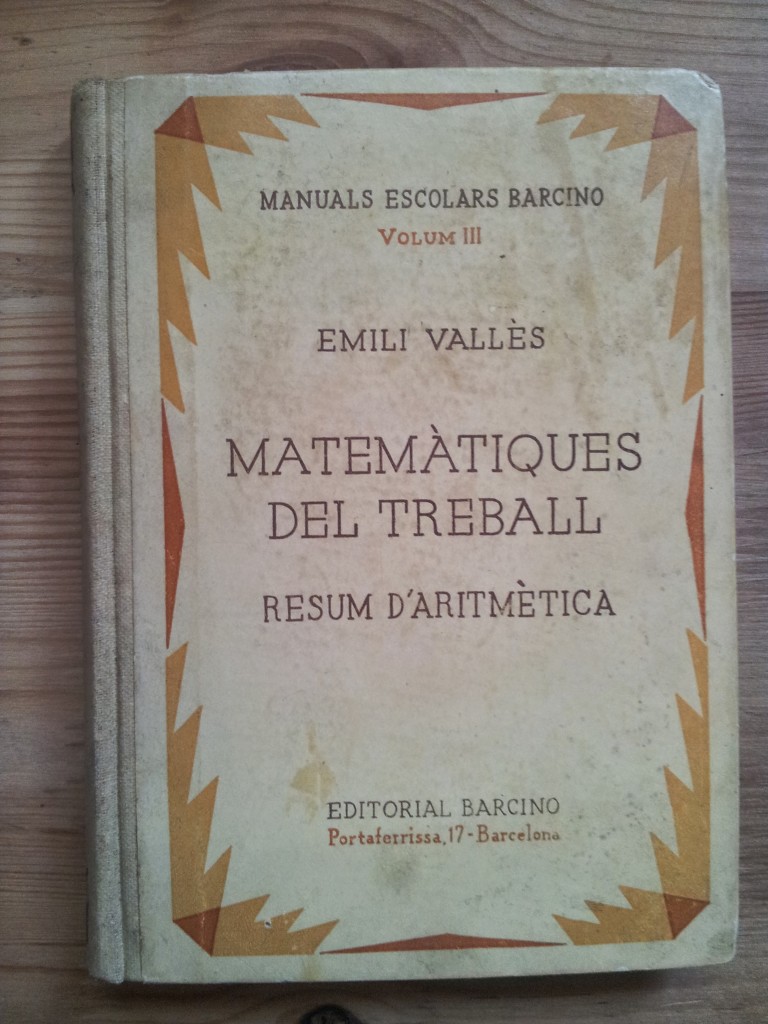 MANUALS ESCOLARS BARCINO
VOLUM III
EMILI VALLÈS
MATEMÀTIQUES
DEL TREBALL
RESUM D'ARITMÈTICA
EDITORIAL BARCINO
Portaferrissa, 17 - Barcelona